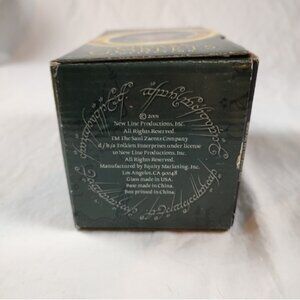 © 2001
New Line Productions, Inc.
All Rights Reserved.
TM The Saul Zaentz Company
d/b/a Tolkien Enterprises under license
to New Line Productions, Inc.
All Rights Reserved.
Manufactured by Equity Marketing, Inc.
Los Angeles, CA 90048
Glass made in USA.
Base made in China.
Box printed in China.